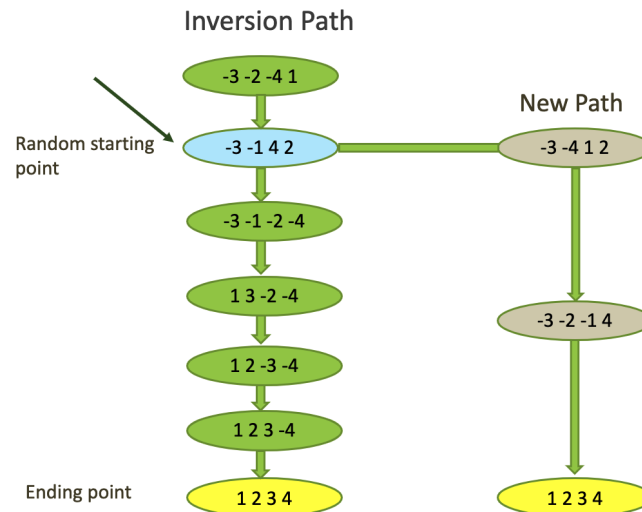 Inversion Path
-3 -2 -4 1
New Path
Random starting
point
-3 -1 4 2
-3 -4 1 2
-3 -1 -2 -4
1 3 -2 -4
-3 -2 -1 4
1 2 -3 -4
1 2 3 -4
Ending point
1 2 3 4
1 2 3 4